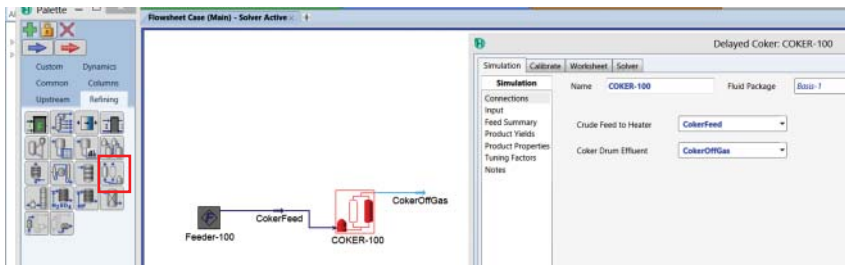 Palette
Flowsheet Case (Main) - Solver Active
Custom Dynamics
Common Columns
Upstream Refining
Feeder-100
CokerFeed
COKER-100
CokerOffGas
Delayed Coker: COKER-100
Simulation Calibrate Worksheet Solver
Simulation
Connections
Input
Feed Summary
Product Yields
Product Properties
Tuning Factors
Notes
Name COKER-100 Fluid Package Basis-1
Crude Feed to Heater CokerFeed
Coker Drum Effluent CokerOffGas